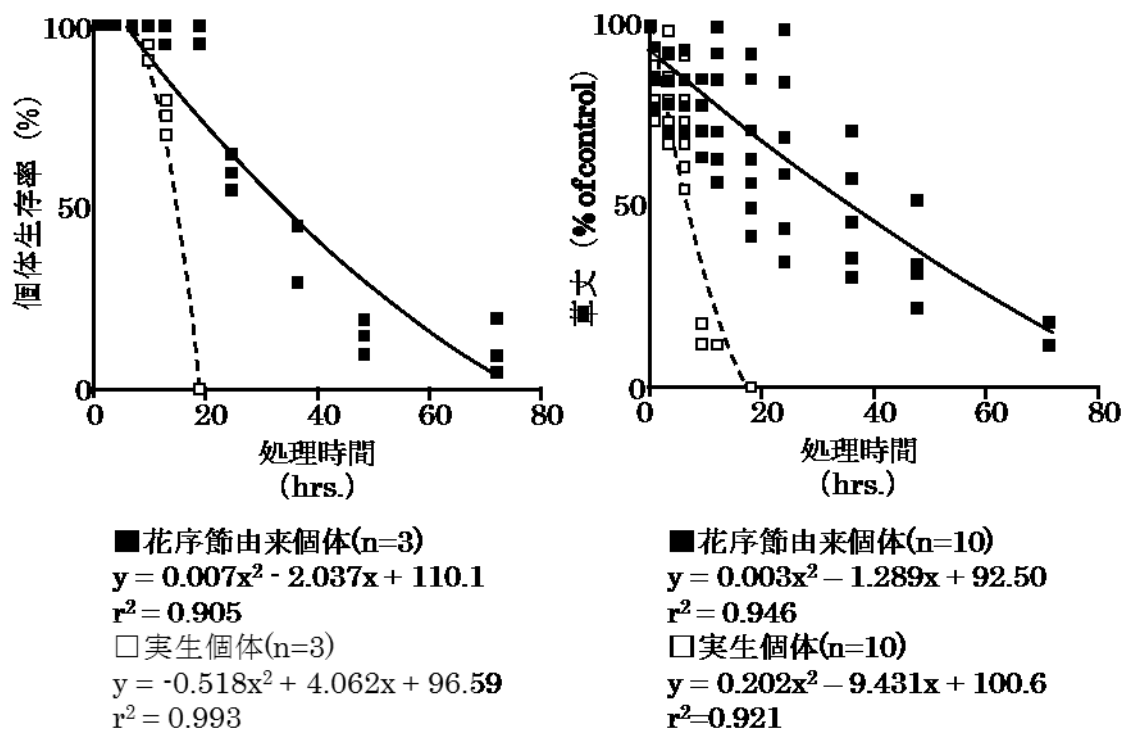 個体生存率 (%)
100
50
0
0
20
40
60
80
処理時間
(hrs.)
■花序節由来個体(n=3)
y = 0.007x² - 2.037x + 110.1
r² = 0.905
□実生個体(n=3)
y = -0.518x² + 4.062x + 96.59
r² = 0.993
草丈 (% of control)
100
50
0
0
20
40
60
80
処理時間
(hrs.)
■花序節由来個体(n=10)
y = 0.003x² – 1.289x + 92.50
r² = 0.946
□実生個体(n=10)
y = 0.202x² – 9.431x + 100.6
r²=0.921